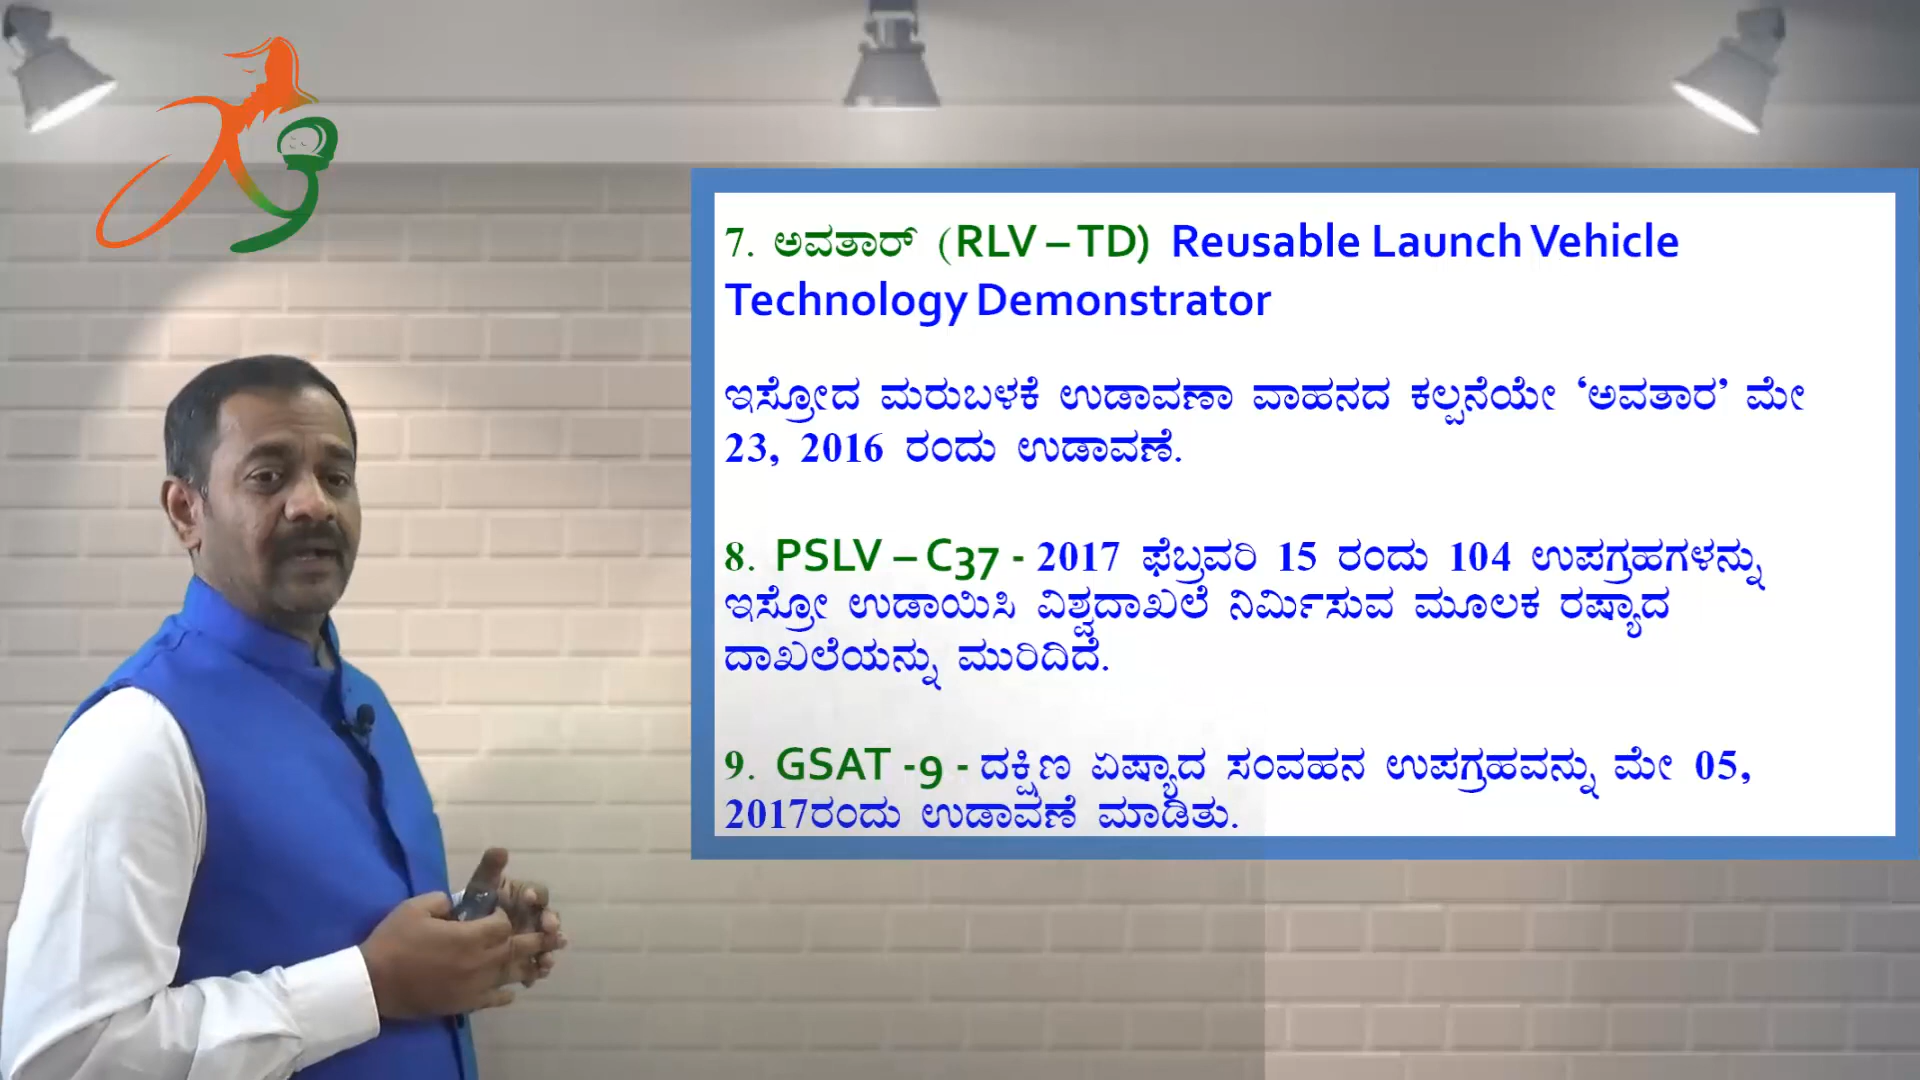 7. ಅವತಾರ್ (RLV – TD) Reusable Launch Vehicle
Technology Demonstrator
ಇಸ್ರೋದ ಮರುಬಳಕೆ ಉಡಾವಣಾ ವಾಹನದ ಕಲ್ಪನೆಯೇ ‘ಅವತಾರ’ ಮೇ
23, 2016 ರಂದು ಉಡಾವಣೆ.
8. PSLV – C37 - 2017 ಫೆಬ್ರವರಿ 15 ರಂದು 104 ಉಪಗ್ರಹಗಳನ್ನು
ಇಸ್ರೋ ಉಡಾಯಿಸಿ ವಿಶ್ವದಾಖಲೆ ನಿರ್ಮಿಸುವ ಮೂಲಕ ರಷ್ಯಾದ
ದಾಖಲೆಯನ್ನು ಮುರಿದಿದೆ.
9. GSAT -9 - ದಕ್ಷಿಣ ಏಷ್ಯಾದ ಸಂವಹನ ಉಪಗ್ರಹವನ್ನು ಮೇ 05,
2017ರಂದು ಉಡಾವಣೆ ಮಾಡಿತು.